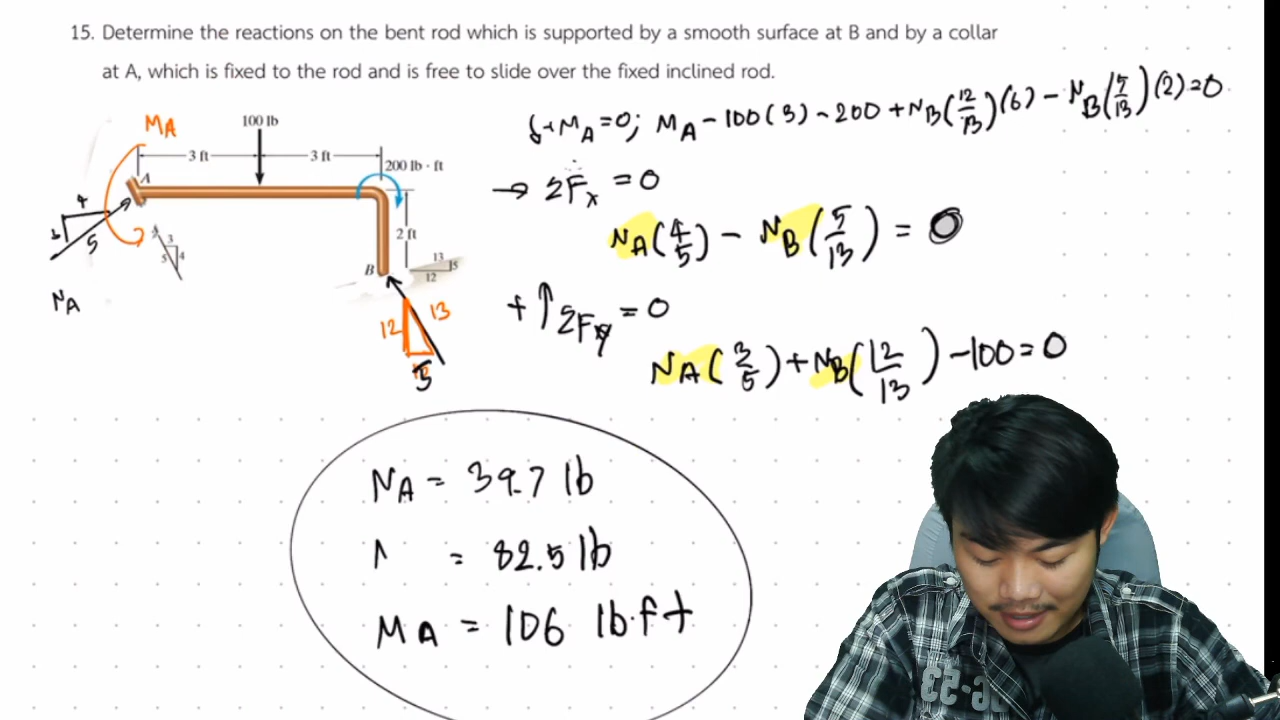 15. Determine the reactions on the bent rod which is supported by a smooth surface at B and by a collar
at A, which is fixed to the rod and is free to slide over the fixed inclined rod.
MA
100 lb
3 ft
3 ft
A
200 lb · ft
4
5
3
5
4
2 ft
B
13
5
12
NA
12
13
5
+MA=0; MA - 100(3) - 200 + NB(12/13)(6) - NB(5/13)(2)=0
→ ΣFx = 0
NA(4/5) - NB(5/13) = 0
+↑ΣFy = 0
NA(3/5) + NB(12/13) - 100 = 0
NA = 39.7 lb
= 82.5 lb
MA = 106 lb.ft